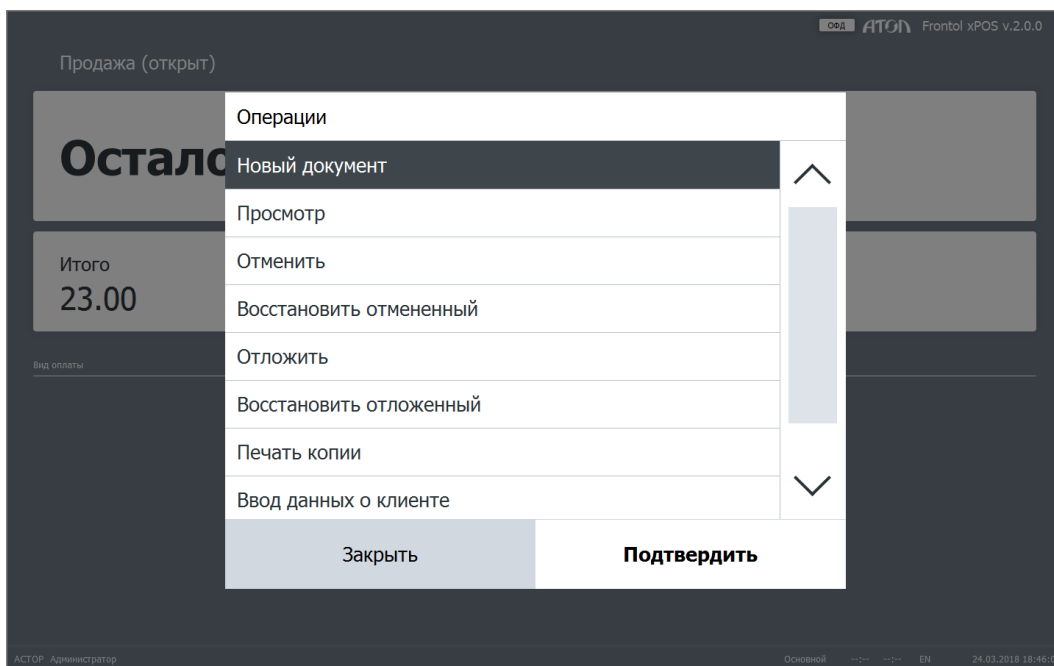 ОФД АТОЛ Frontol xPOS v.2.0.0
Продажа (открыт)
Операции
Остало
Новый документ
Просмотр
Отменить
Итого
23.00
Восстановить отмененный
Отложить
Вид оплаты
Восстановить отложенный
Печать копии
Ввод данных о клиенте
Закрыть
Подтвердить
АСТОР Администратор
Основной --:-- --:-- EN 24.03.2018 18:46:0